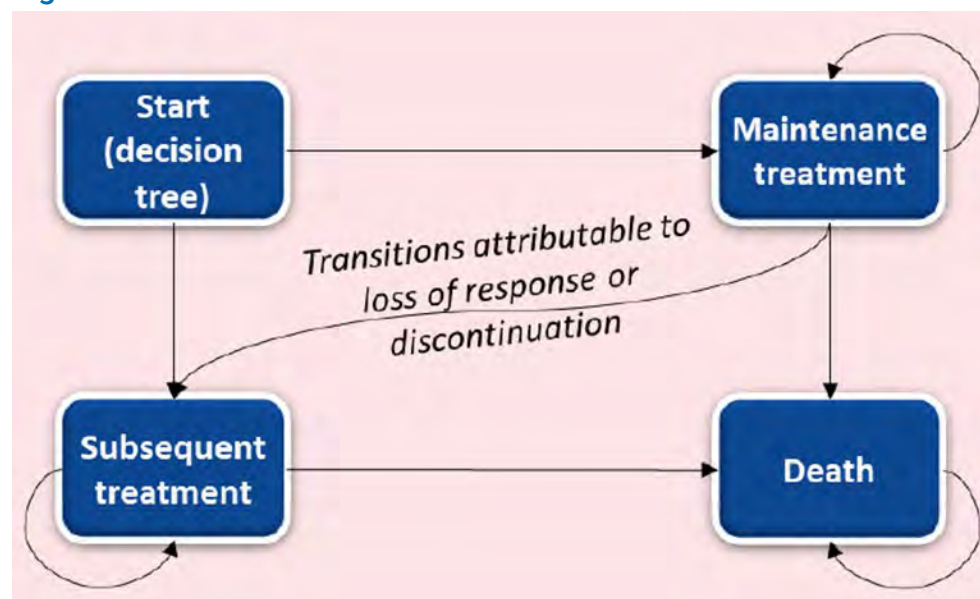 Start
(decision
tree)
Maintenance
treatment
Transitions attributable to
loss of response or
discontinuation
Subsequent
treatment
Death